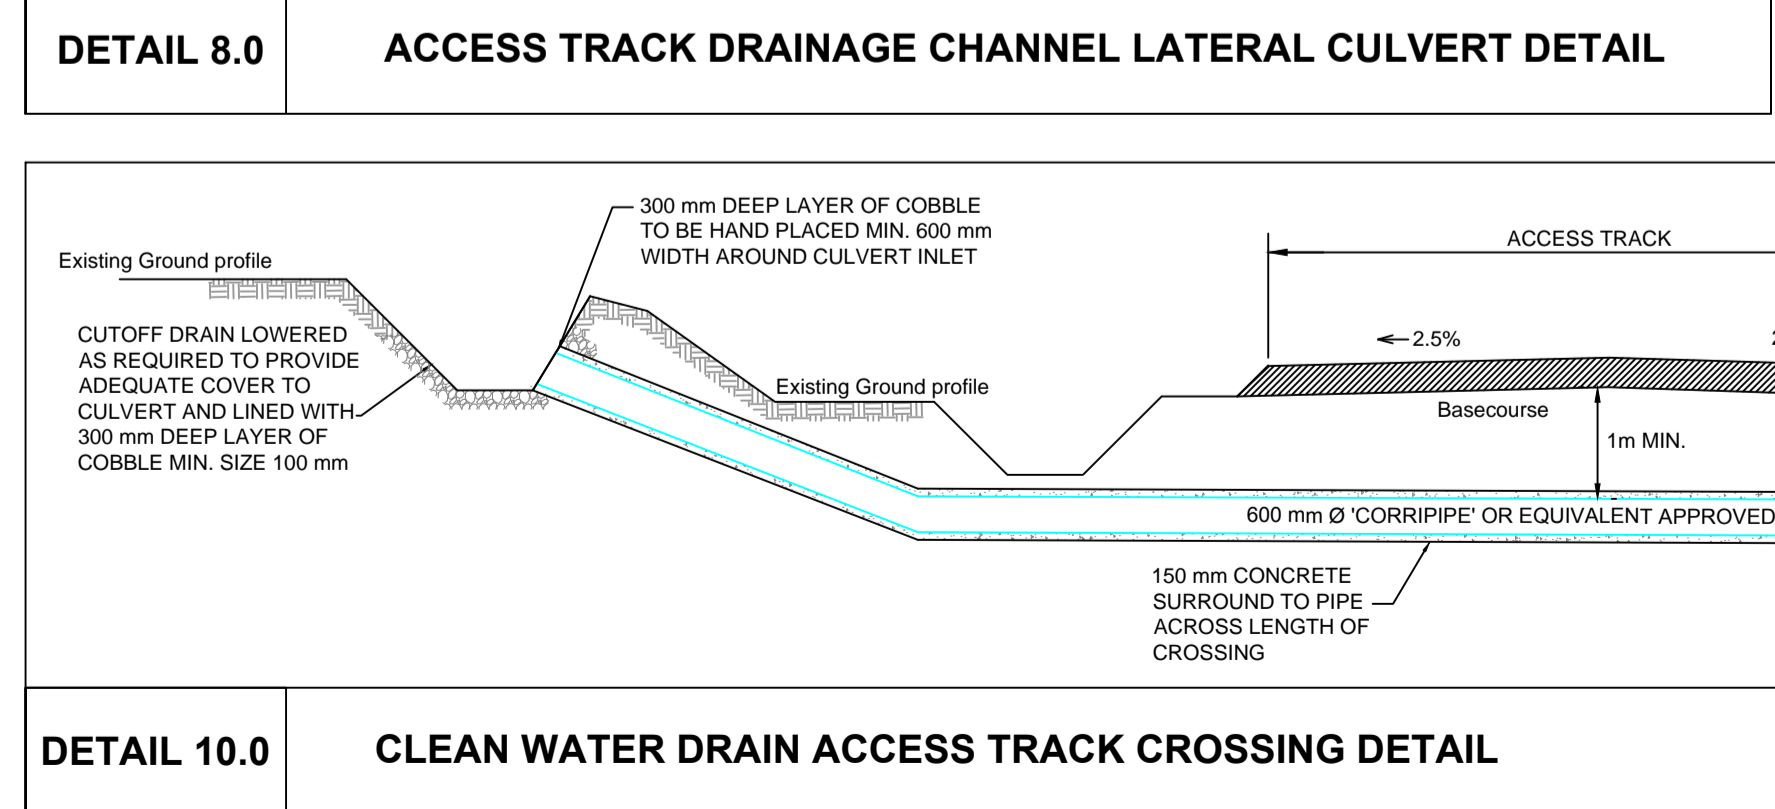 DETAIL 8.0
ACCESS TRACK DRAINAGE CHANNEL LATERAL CULVERT DETAIL
300 mm DEEP LAYER OF COBBLE
TO BE HAND PLACED MIN. 600 mm
WIDTH AROUND CULVERT INLET
ACCESS TRACK
Existing Ground profile
CUTOFF DRAIN LOWERED
AS REQUIRED TO PROVIDE
ADEQUATE COVER TO
CULVERT AND LINED WITH
300 mm DEEP LAYER OF
COBBLE MIN. SIZE 100 mm
2.5%
2
Existing Ground profile
Basecourse
1m MIN.
600 mm Ø 'CORRIPIPE' OR EQUIVALENT APPROVED
150 mm CONCRETE
SURROUND TO PIPE
ACROSS LENGTH OF
CROSSING
DETAIL 10.0
CLEAN WATER DRAIN ACCESS TRACK CROSSING DETAIL